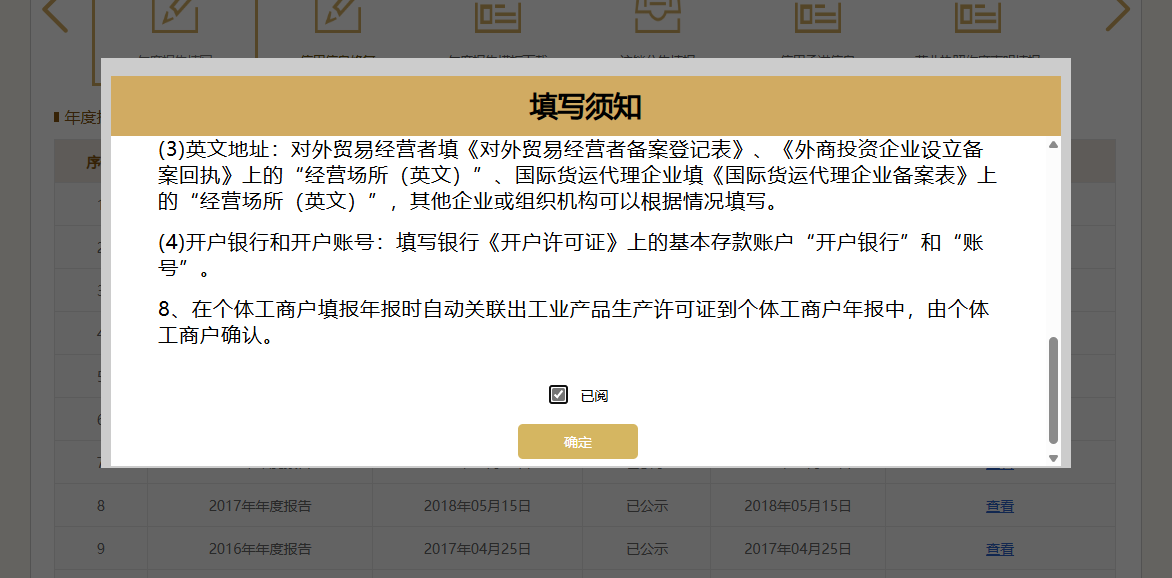 填写须知
(3)英文地址：对外贸易经营者填《对外贸易经营者备案登记表》、《外商投资企业设立备
案回执》上的“经营场所（英文）”、国际货运代理企业填《国际货运代理企业备案表》上
的“经营场所（英文）”，其他企业或组织机构可以根据情况填写。
(4)开户银行和开户账号：填写银行《开户许可证》上的基本存款账户“开户银行”和“账
号”。
8、在个体工商户填报年报时自动关联出工业产品生产许可证到个体工商户年报中，由个体
工商户确认。
已阅
确定
年度
序
8 2017年年度报告 2018年05月15日 已公示 2018年05月15日 查看
9 2016年年度报告 2017年04月25日 已公示 2017年04月25日 查看